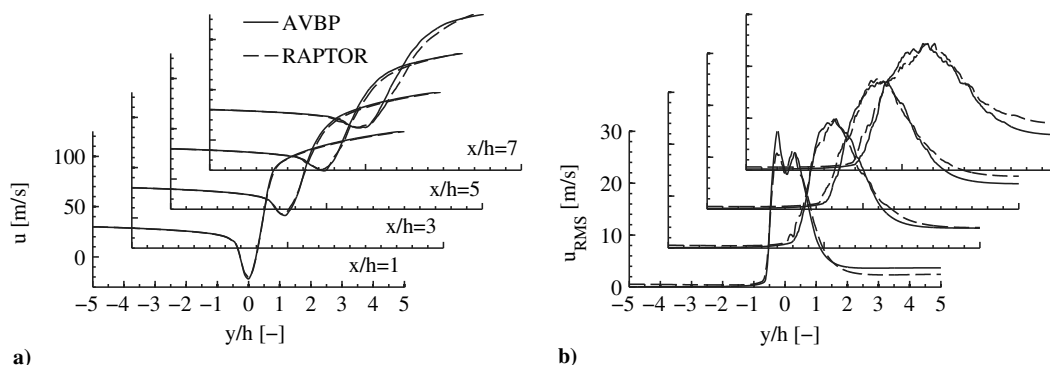 AVBP
RAPTOR
x/h=7
x/h=5
x/h=3
x/h=1
100
50
0
u [m/s]
−5 −4 −3 −2 −1 0 1 2 3 4 5
y/h [−]
a)
30
20
10
0
u_RMS [m/s]
−5 −4 −3 −2 −1 0 1 2 3 4 5
y/h [−]
b)